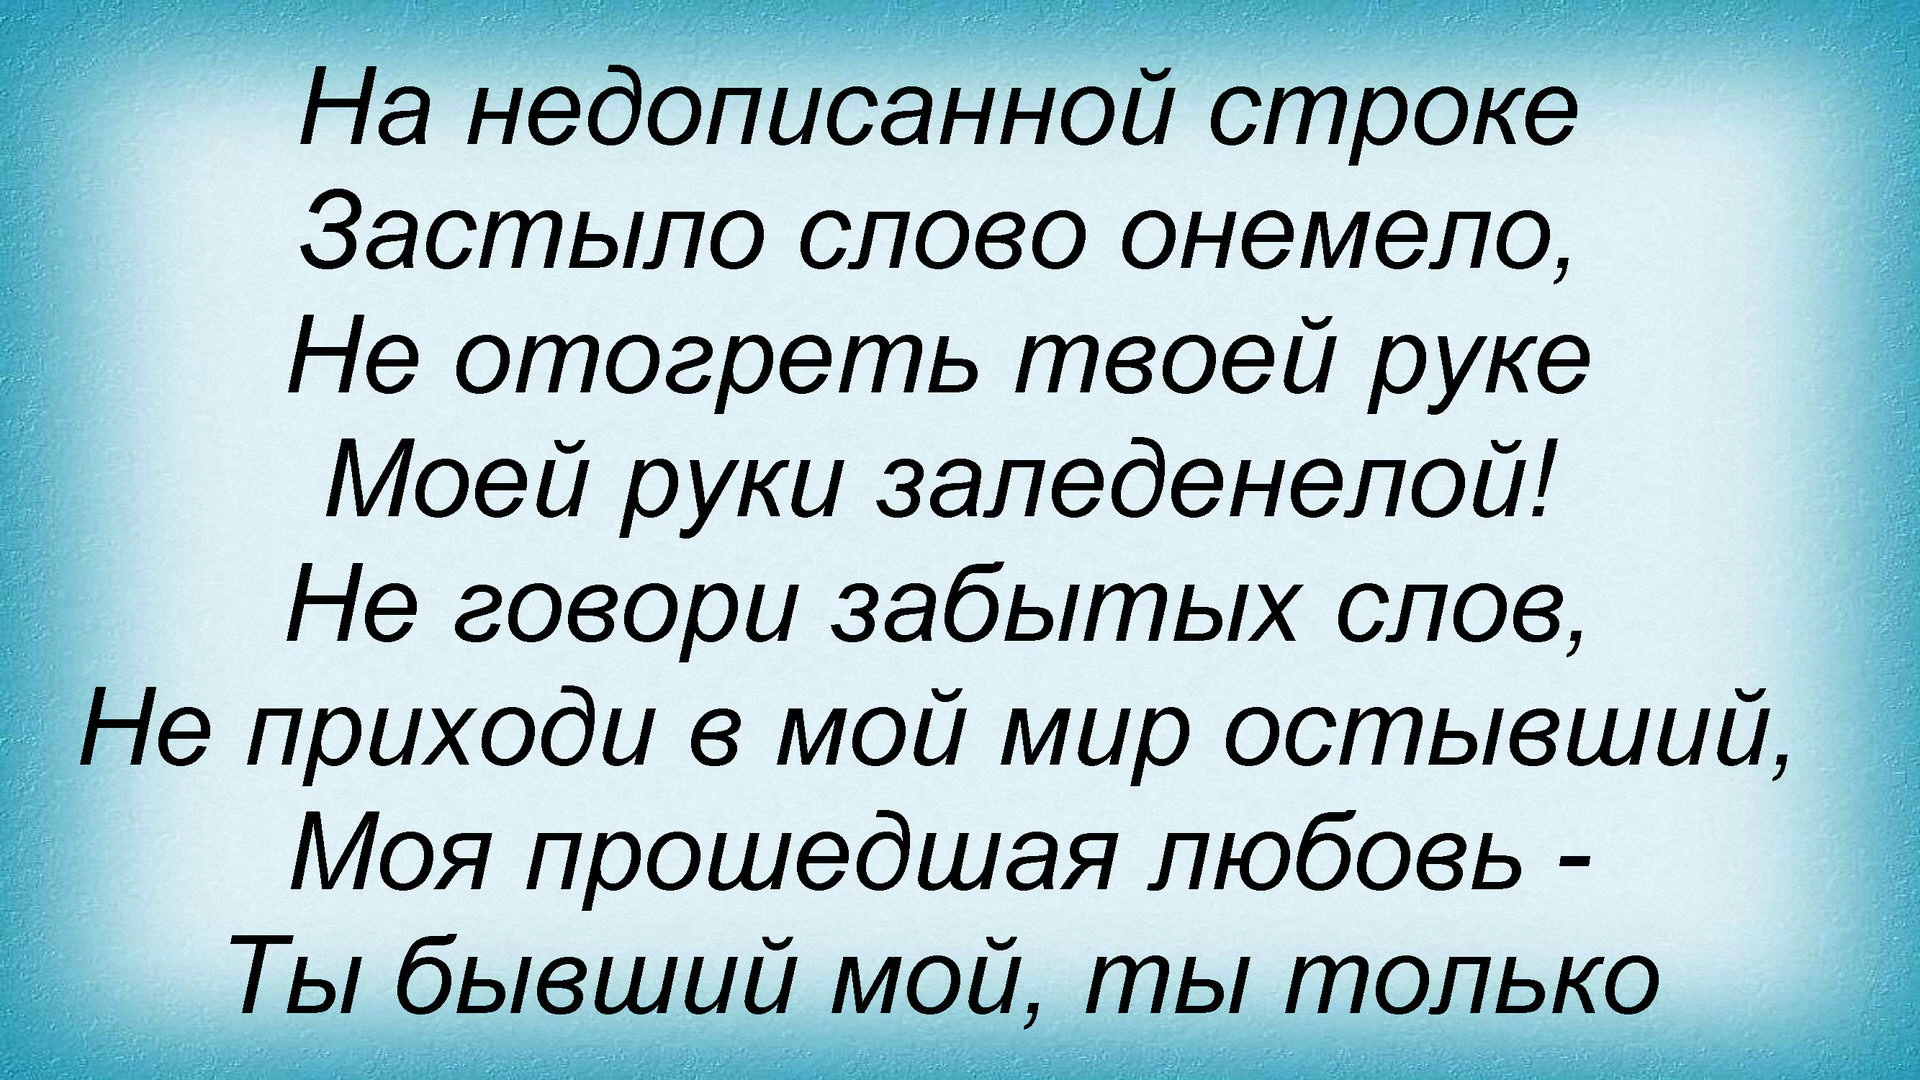 На недописанной строке
Застыло слово онемело,
Не отогреть твоей руке
Моей руки заледенелой!
Не говори забытых слов,
Не приходи в мой мир остывший,
Моя прошедшая любовь -
Ты бывший мой, ты только